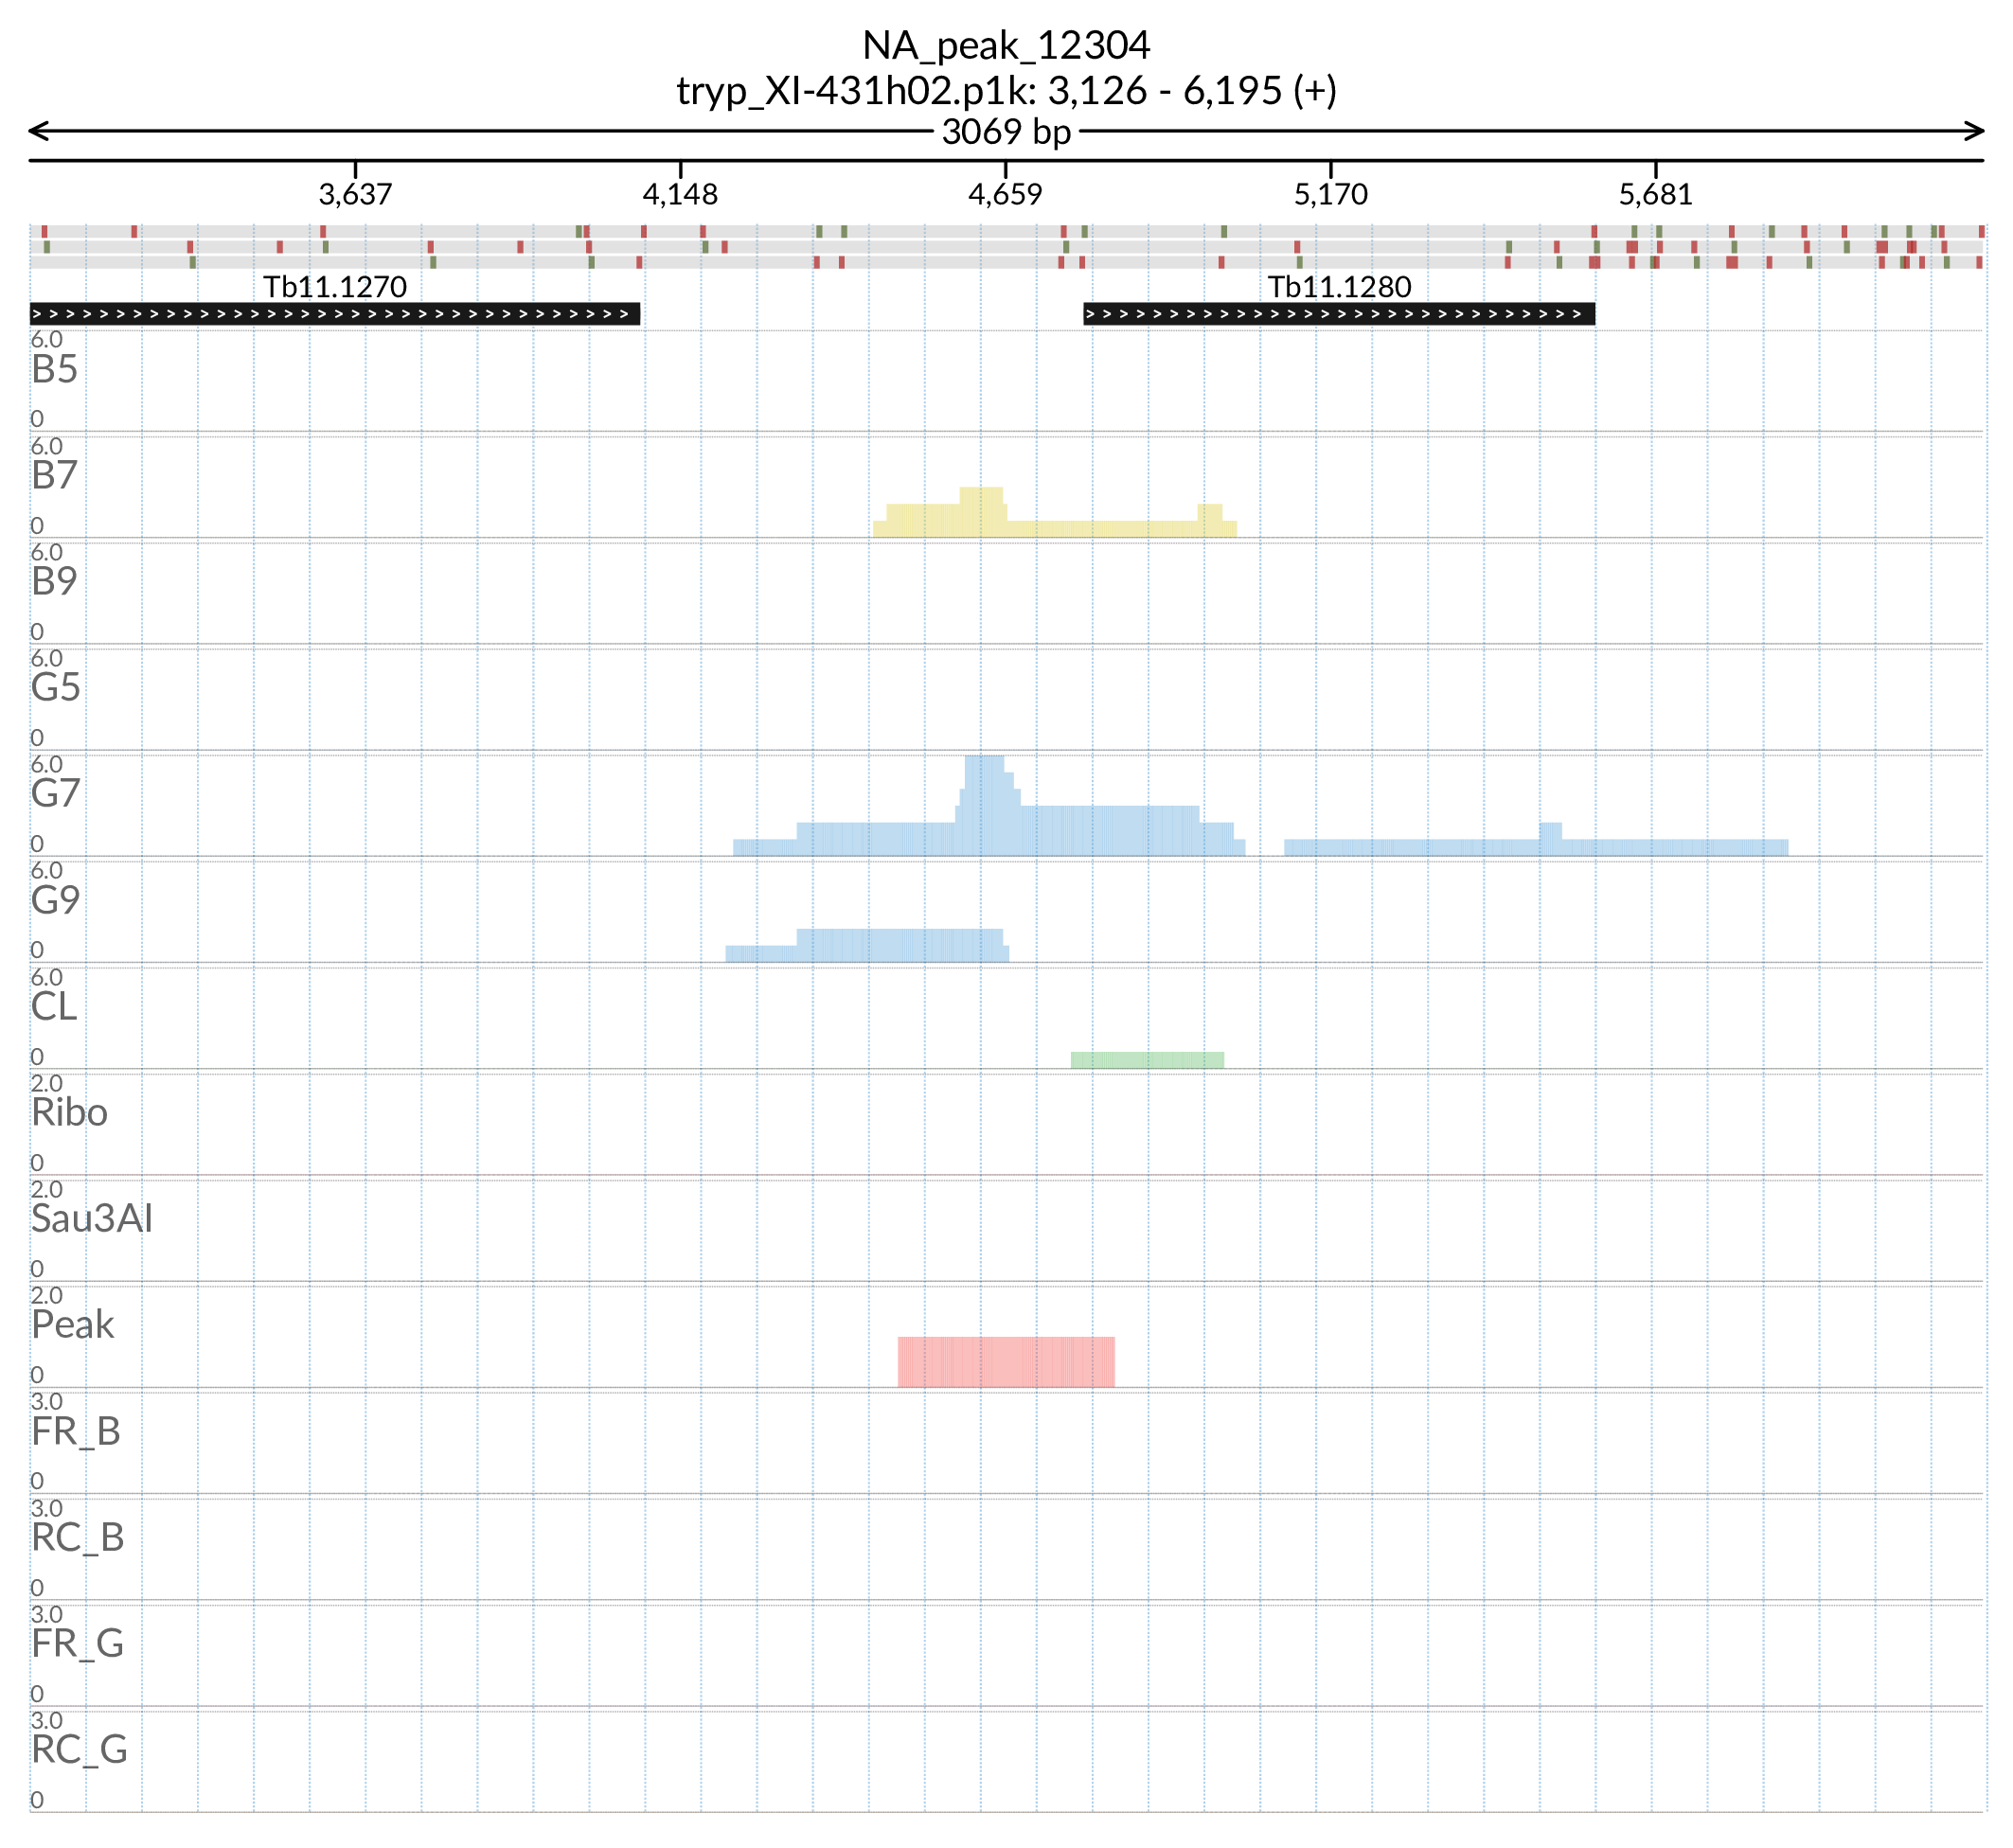 NA_peak_12304
tryp_XI-431h02.p1k: 3,126 - 6,195 (+)
3069 bp
3,637 4,148 4,659 5,170 5,681
Tb11.1270 Tb11.1280
6.0
B5
0
6.0
B7
0
6.0
B9
0
6.0
G5
0
6.0
G7
0
6.0
G9
0
6.0
CL
0
2.0
Ribo
0
2.0
Sau3AI
0
2.0
Peak
0
3.0
FR_B
0
3.0
RC_B
0
3.0
FR_G
0
3.0
RC_G
0